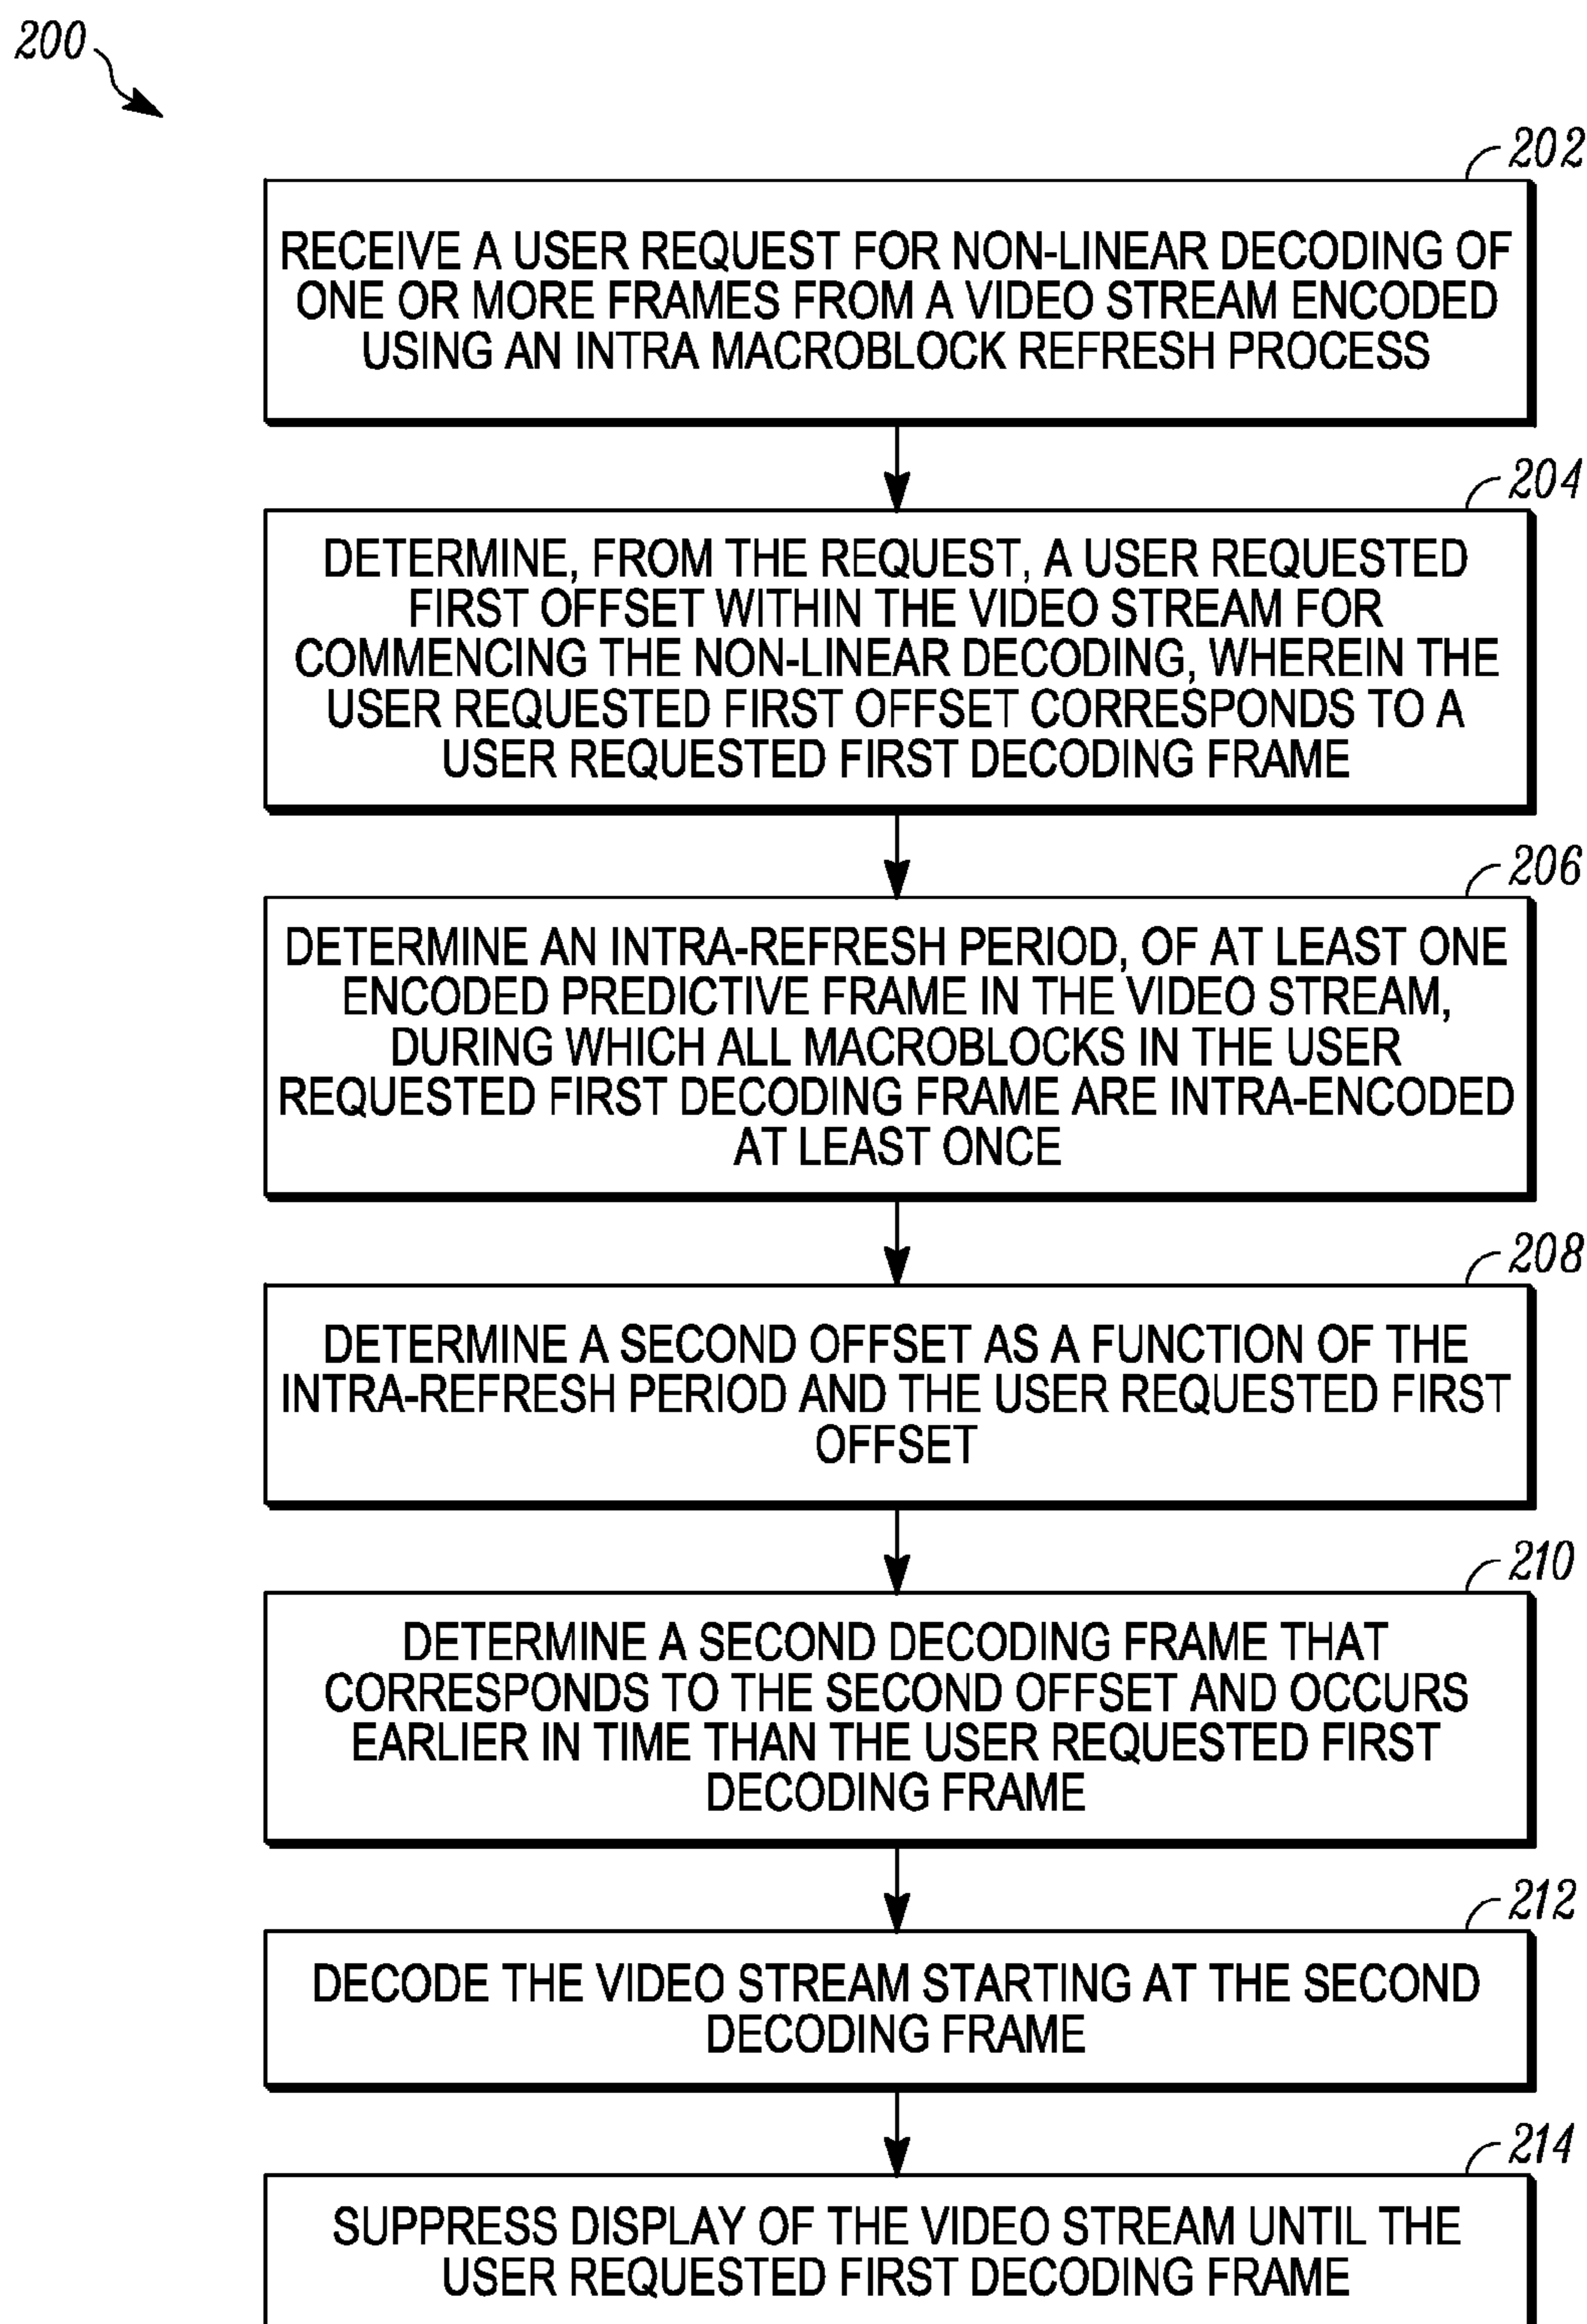 200
202
RECEIVE A USER REQUEST FOR NON-LINEAR DECODING OF
ONE OR MORE FRAMES FROM A VIDEO STREAM ENCODED
USING AN INTRA MACROBLOCK REFRESH PROCESS
204
DETERMINE, FROM THE REQUEST, A USER REQUESTED
FIRST OFFSET WITHIN THE VIDEO STREAM FOR
COMMENCING THE NON-LINEAR DECODING, WHEREIN THE
USER REQUESTED FIRST OFFSET CORRESPONDS TO A
USER REQUESTED FIRST DECODING FRAME
206
DETERMINE AN INTRA-REFRESH PERIOD, OF AT LEAST ONE
ENCODED PREDICTIVE FRAME IN THE VIDEO STREAM,
DURING WHICH ALL MACROBLOCKS IN THE USER
REQUESTED FIRST DECODING FRAME ARE INTRA-ENCODED
AT LEAST ONCE
208
DETERMINE A SECOND OFFSET AS A FUNCTION OF THE
INTRA-REFRESH PERIOD AND THE USER REQUESTED FIRST
OFFSET
210
DETERMINE A SECOND DECODING FRAME THAT
CORRESPONDS TO THE SECOND OFFSET AND OCCURS
EARLIER IN TIME THAN THE USER REQUESTED FIRST
DECODING FRAME
212
DECODE THE VIDEO STREAM STARTING AT THE SECOND
DECODING FRAME
214
SUPPRESS DISPLAY OF THE VIDEO STREAM UNTIL THE
USER REQUESTED FIRST DECODING FRAME